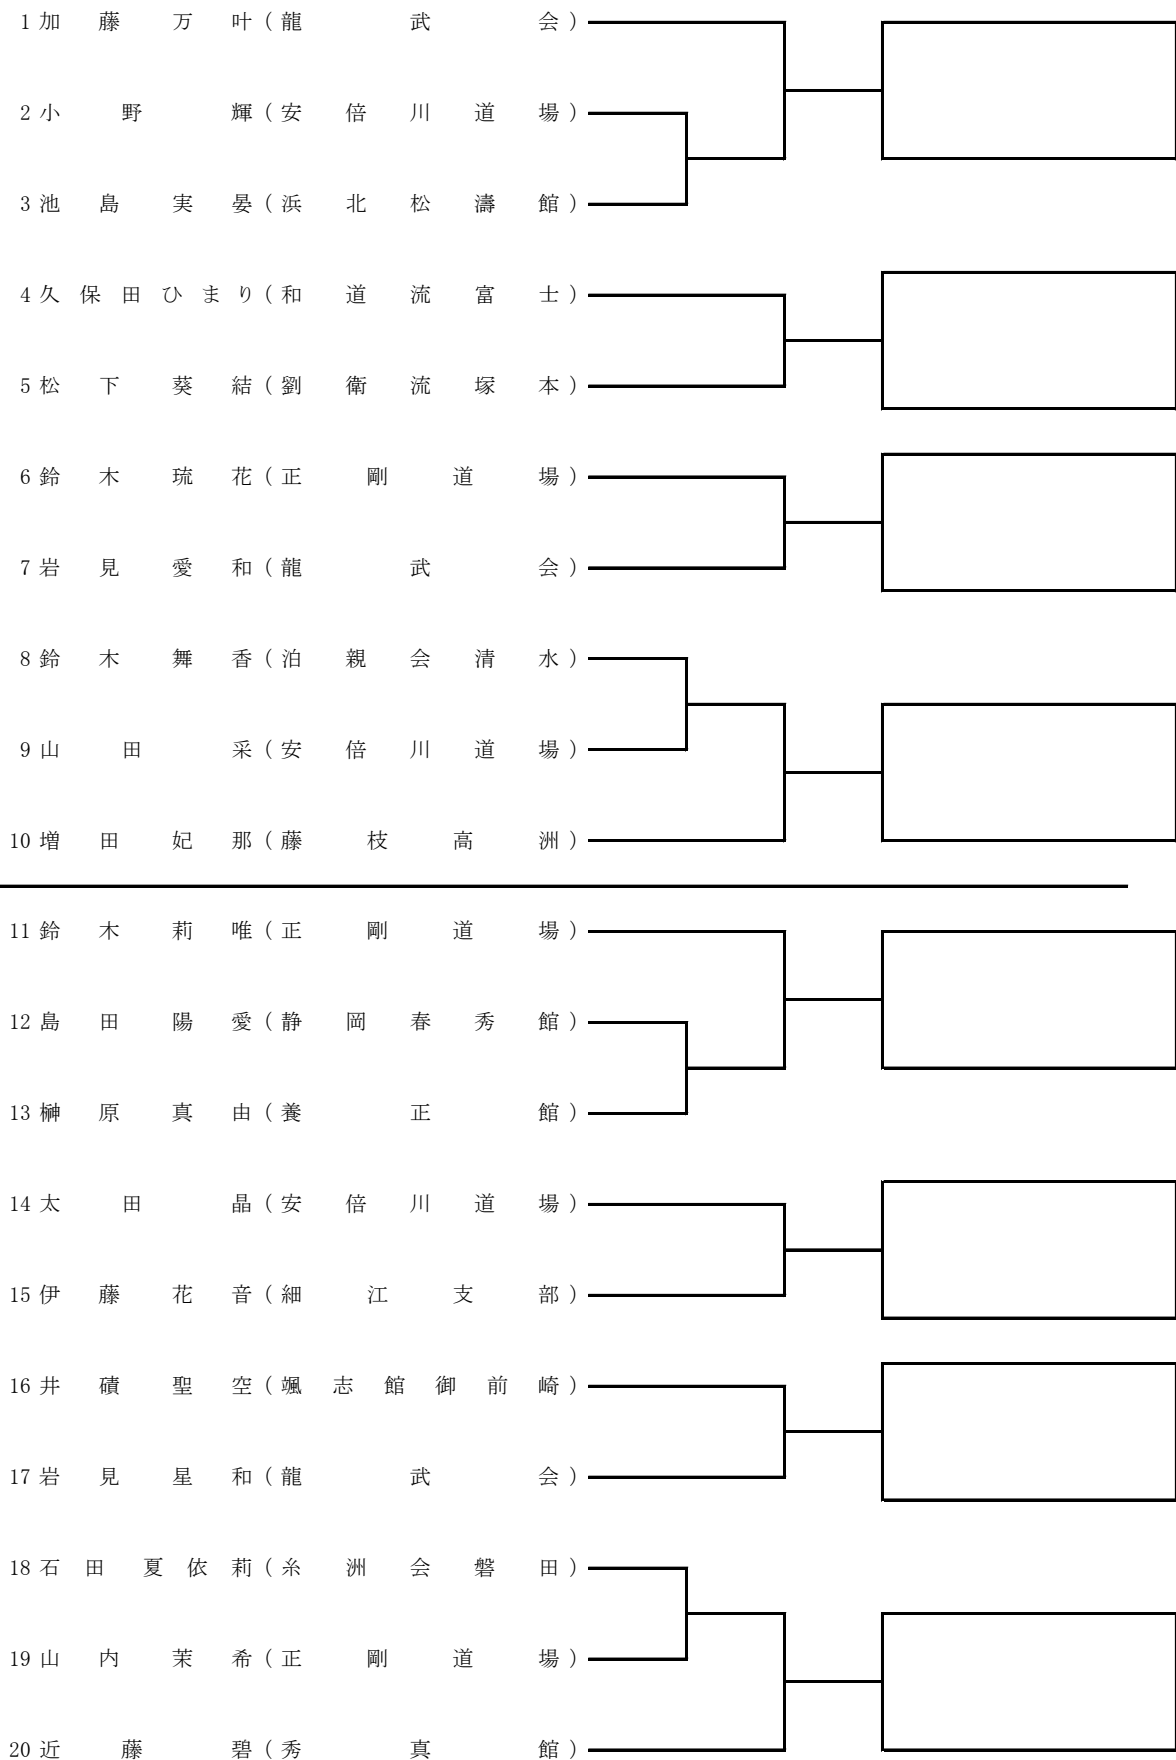 1 加藤万叶(龍武会)
2 小野輝(安倍川道場)
3 池島実晏(浜北松濤館)
4 久保田ひまり(和道流富士)
5 松下葵結(劉衛流塚本)
6 鈴木琉花(正剛道場)
7 岩見愛和(龍武会)
8 鈴木舞香(泊親会清水)
9 山田采(安倍川道場)
10 増田妃那(藤枝高洲)
11 鈴木莉唯(正剛道場)
12 島田陽愛(静岡春秀館)
13 榊原真由(養正館)
14 太田晶(安倍川道場)
15 伊藤花音(細江支部)
16 井磧聖空(颯志館御前崎)
17 岩見星和(龍武会)
18 石田夏依莉(糸洲会磐田)
19 山内茉希(正剛道場)
20 近藤碧(秀真館)